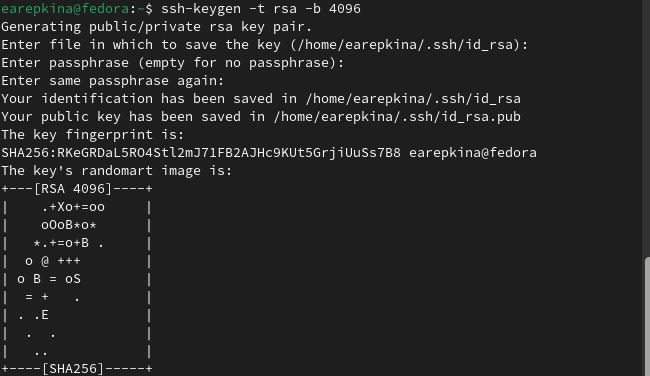 earepkina@fedora:~$ ssh-keygen -t rsa -b 4096
Generating public/private rsa key pair.
Enter file in which to save the key (/home/earepkina/.ssh/id_rsa):
Enter passphrase (empty for no passphrase):
Enter same passphrase again:
Your identification has been saved in /home/earepkina/.ssh/id_rsa
Your public key has been saved in /home/earepkina/.ssh/id_rsa.pub
The key fingerprint is:
SHA256:RKeGRDaL5RO4Stl2mJ71FB2AJHc9KUt5GrjiUuSs7B8 earepkina@fedora
The key's randomart image is:
+---[RSA 4096]----+
|    .+Xo+=oo     |
|    oOoB*o*      |
|   *.+=o+B .     |
|  o @ +++        |
| o B = oS        |
|  = +   .        |
| . .E            |
|  .  .           |
|   ..            |
+----[SHA256]-----+